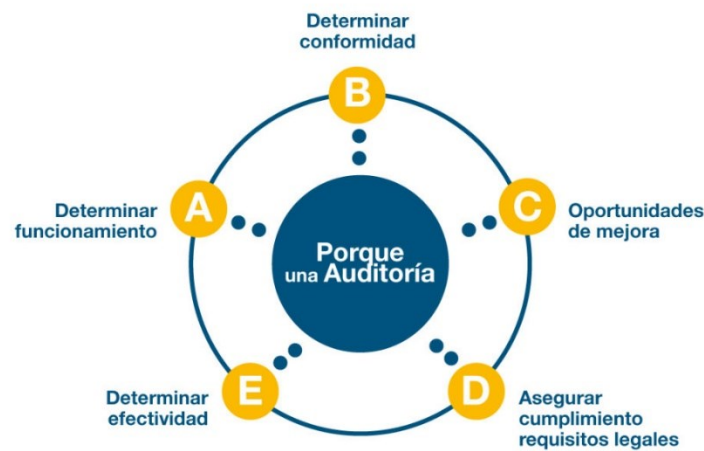 Determinar
conformidad
B
A
Determinar
funcionamiento
C
Oportunidades
de mejora
Porque
una Auditoría
E
Determinar
efectividad
D
Asegurar
cumplimiento
requisitos legales